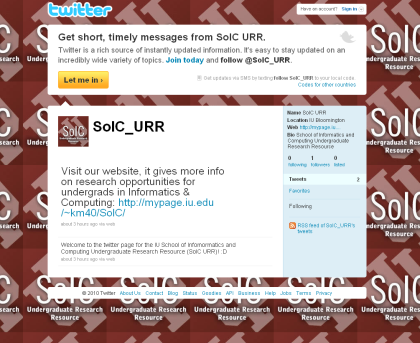 twitter
Have an account? Sign in
Get short, timely messages from SoIC URR.
Twitter is a rich source of instantly updated information. It's easy to stay updated on an
incredibly wide variety of topics. Join today and follow @SoIC_URR.
Let me in ›
Get updates via SMS by texting follow SoIC_URR to your local code.
Codes for other countries
SoIC
SoIC_URR
Visit our website, it gives more info
on research opportunities for
undergrads in Informatics &
Computing: http://mypage.iu.edu
/~km40/SoIC/
about 3 hours ago via web
Welcome to the twitter page for the IU School of Infomormatics and
Computing Undergraduate Research Resource (SoIC URR)! :D
about 3 hours ago via web
Name SoIC URR
Location IU Bloomington
Web http://mypage.iu...
Bio School of Informatics
and Computing
Undergraduate Research
Resource
0 1 0
following followers listed
Tweets 2
Favorites
Following
RSS feed of SoIC_URR's
tweets
© 2010 Twitter About Us Contact Blog Status Goodies API Business Help Jobs Terms Privacy
SoIC
Undergraduate Research
Resource